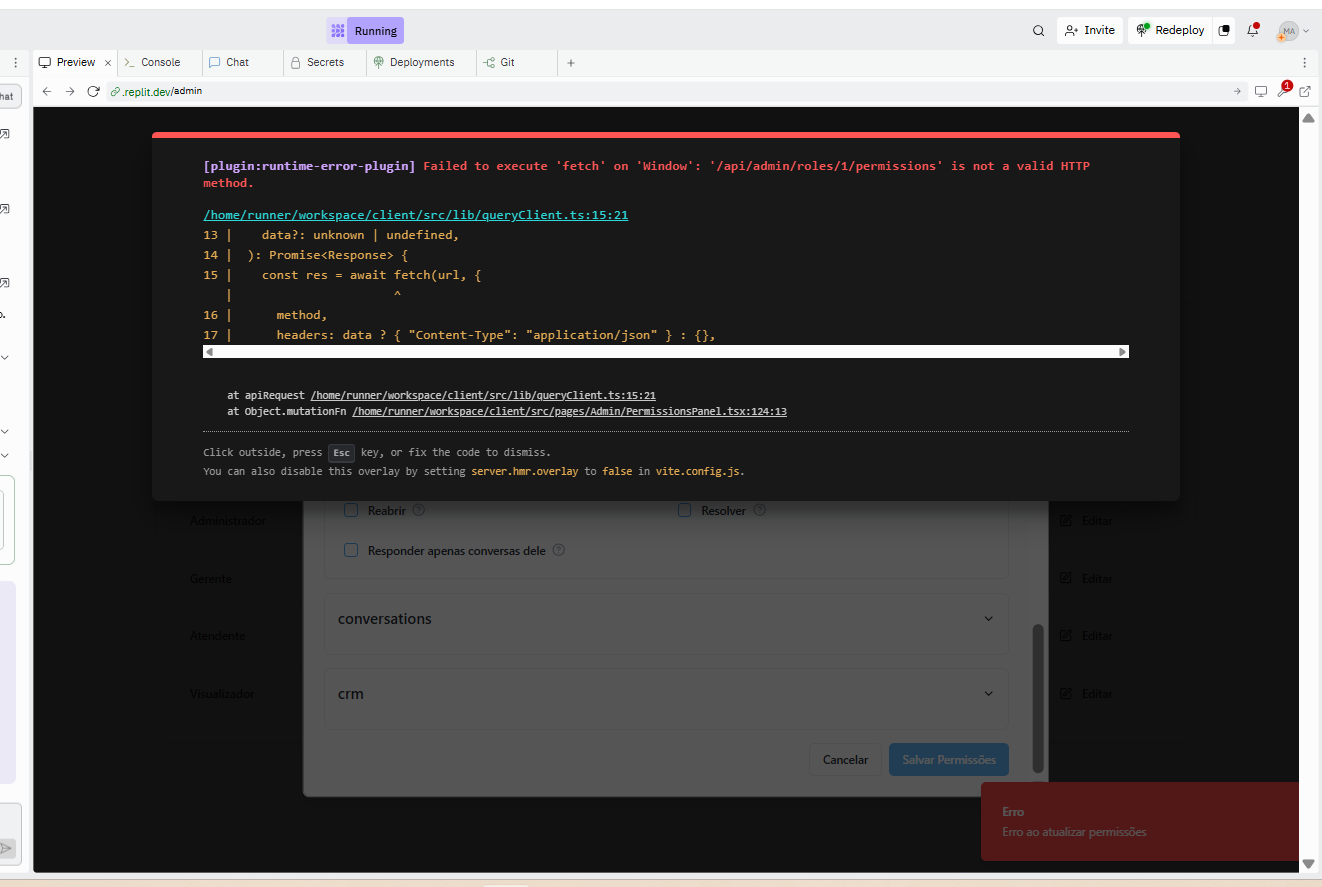 Running
Invite
Redeploy
MA
Preview
Console
Chat
Secrets
Deployments
Git
hat
.replit.dev/admin
1
[plugin:runtime-error-plugin] Failed to execute 'fetch' on 'Window': '/api/admin/roles/1/permissions' is not a valid HTTP
method.
/home/runner/workspace/client/src/lib/queryClient.ts:15:21
13 | data?: unknown | undefined,
14 | ): Promise<Response> {
15 | const res = await fetch(url, {
| ^
16 | method,
17 | headers: data ? { "Content-Type": "application/json" } : {},
at apiRequest /home/runner/workspace/client/src/lib/queryClient.ts:15:21
at Object.mutationFn /home/runner/workspace/client/src/pages/Admin/PermissionsPanel.tsx:124:13
Click outside, press Esc key, or fix the code to dismiss.
You can also disable this overlay by setting server.hmr.overlay to false in vite.config.js.
Reabrir
Resolver
Administrador
Editar
Responder apenas conversas dele
Gerente
Editar
conversations
Atendente
Editar
crm
Visualizador
Editar
Cancelar
Salvar Permissões
Erro
Erro ao atualizar permissões